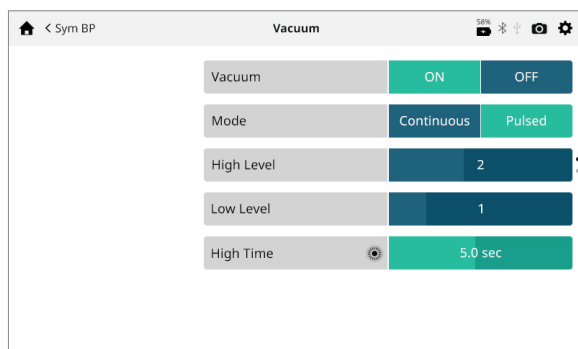 < Sym BP Vacuum 58%
Vacuum ON OFF
Mode Continuous Pulsed
High Level 2
Low Level 1
High Time 5.0 sec